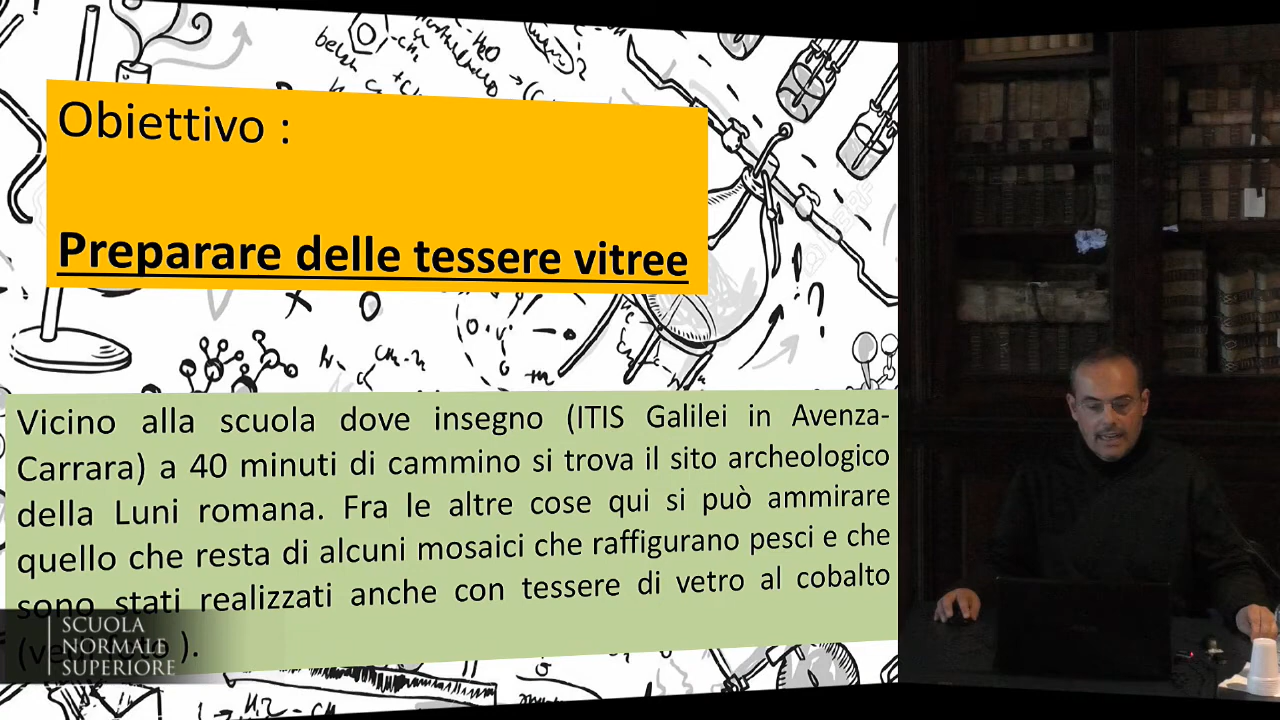 Obiettivo :
Preparare delle tessere vitree
Vicino alla scuola dove insegno (ITIS Galilei in Avenza-
Carrara) a 40 minuti di cammino si trova il sito archeologico
della Luni romana. Fra le altre cose qui si può ammirare
quello che resta di alcuni mosaici che raffigurano pesci e che
sono stati realizzati anche con tessere di vetro al cobalto
).
SCUOLA
NORMALE
SUPERIORE